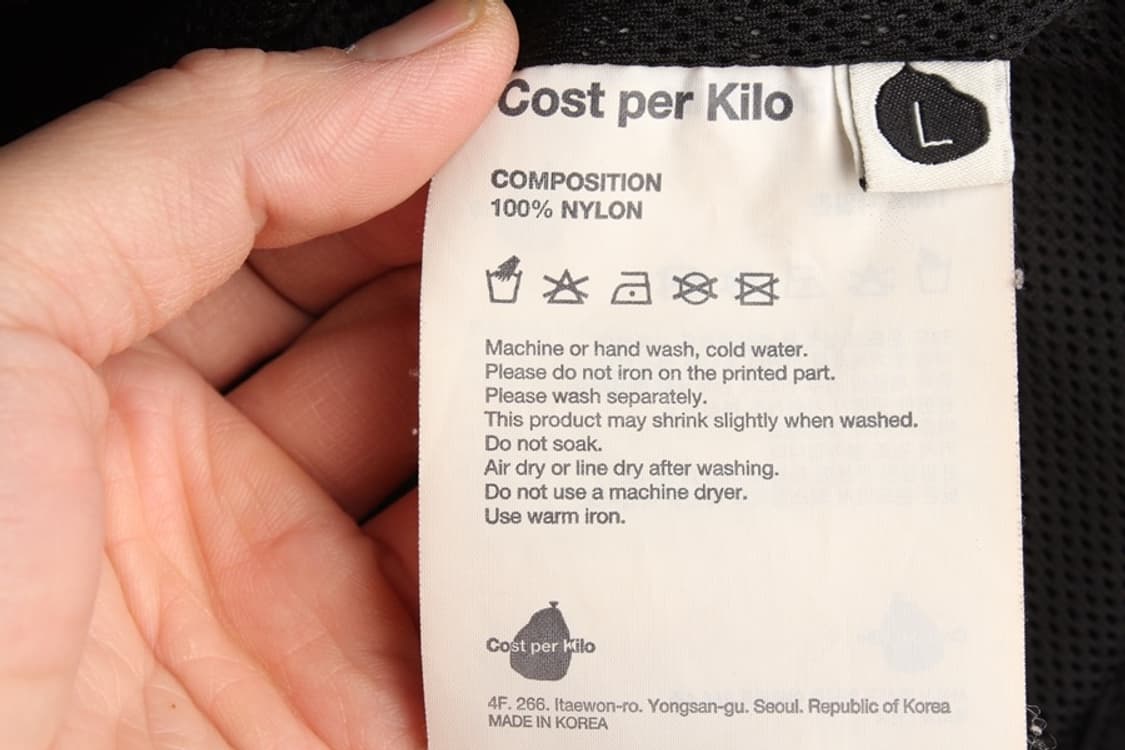 Cost per Kilo
L
COMPOSITION
100% NYLON
Machine or hand wash, cold water.
Please do not iron on the printed part.
Please wash separately.
This product may shrink slightly when washed.
Do not soak.
Air dry or line dry after washing.
Do not use a machine dryer.
Use warm iron.
Cost per Kilo
4F. 266. Itaewon-ro. Yongsan-gu. Seoul. Republic of Korea
MADE IN KOREA